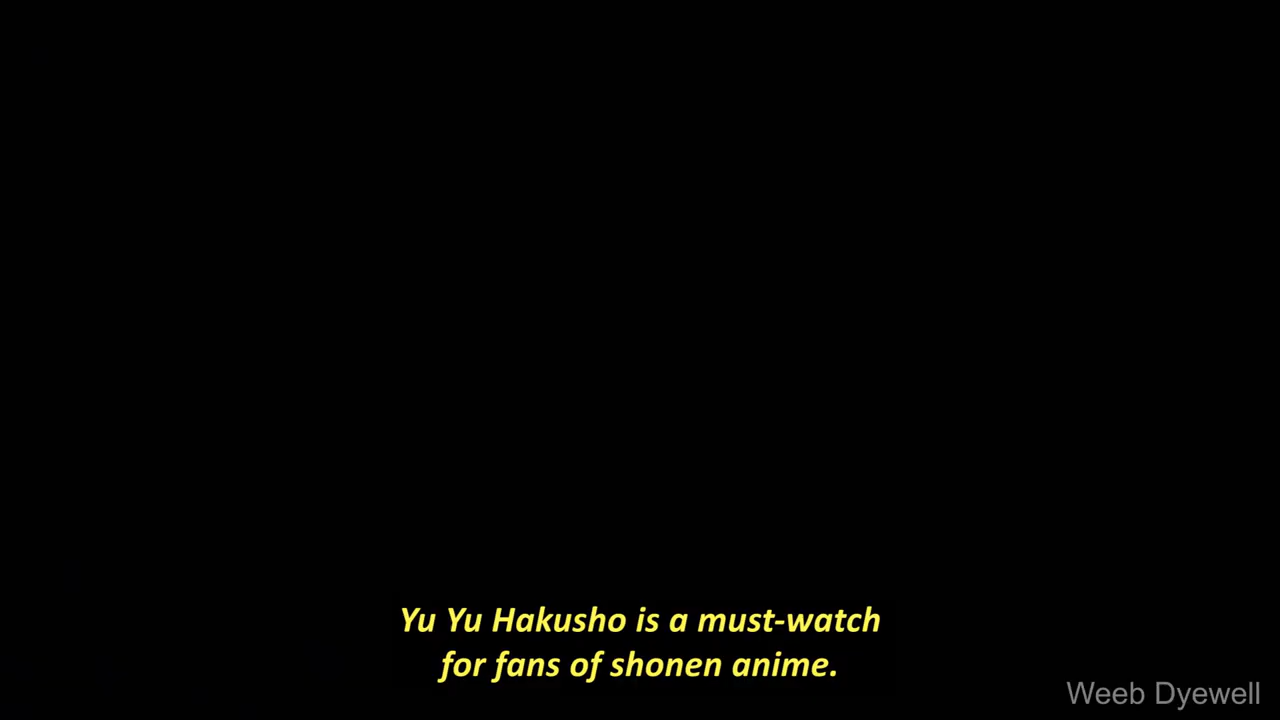 Yu Yu Hakusho is a must-watch
for fans of shonen anime.
Weeb Dyewell